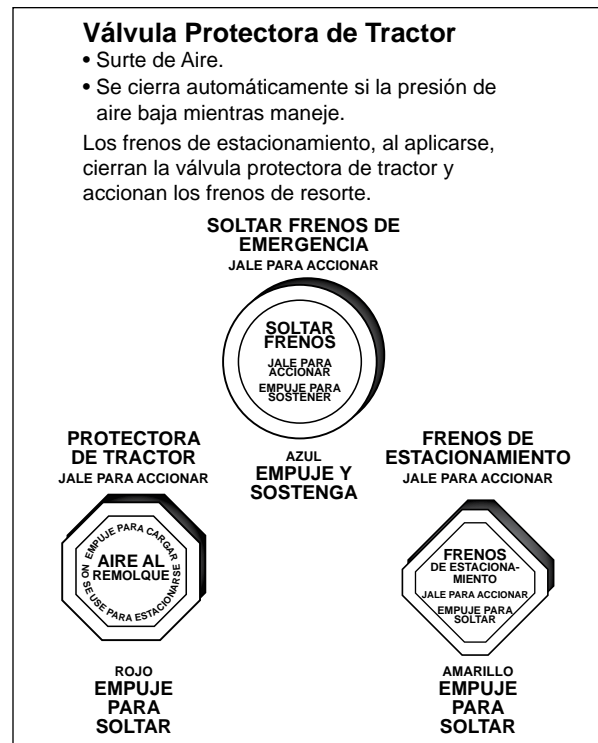 Válvula Protectora de Tractor
• Surte de Aire.
• Se cierra automáticamente si la presión de
aire baja mientras maneje.
Los frenos de estacionamiento, al aplicarse,
cierran la válvula protectora de tractor y
accionan los frenos de resorte.
SOLTAR FRENOS DE
EMERGENCIA
JALE PARA ACCIONAR
SOLTAR
FRENOS
JALE PARA
ACCIONAR
EMPUJE PARA
SOSTENER
AZUL
EMPUJE Y
SOSTENGA
PROTECTORA
DE TRACTOR
JALE PARA ACCIONAR
EMPUJE PARA CARGAR
AIRE AL
REMOLQUE
NO SE USE PARA ESTACIONARSE
ROJO
EMPUJE
PARA
SOLTAR
FRENOS DE
ESTACIONAMIENTO
JALE PARA ACCIONAR
FRENOS
DE ESTACIONA-
MIENTO
JALE PARA ACCIONAR
EMPUJE PARA
SOLTAR
AMARILLO
EMPUJE
PARA
SOLTAR